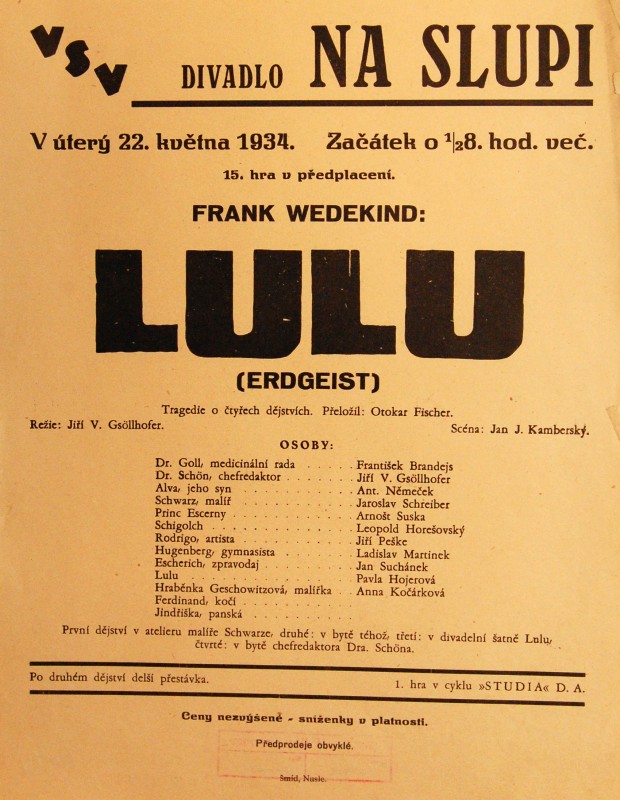 VSV
DIVADLO NA SLUPI
V úterý 22. května 1934. Začátek o 1/28. hod. več.
15. hra v předplacení.
FRANK WEDEKIND:
LULU
(ERDGEIST)
Tragedie o čtyřech dějstvích. Přeložil: Otokar Fischer.
Režie: Jiří V. Gsöllhofer.
Scéna: Jan J. Kamberský.
OSOBY:
Dr. Goll, medicinální rada . . . . . František Brandejs
Dr. Schön, chefredaktor . . . . . . . Jiří V. Gsöllhofer
Alva, jeho syn . . . . . . . . . . . . Ant. Němeček
Schwarz, malíř . . . . . . . . . . . Jaroslav Schreiber
Princ Escerny . . . . . . . . . . . . Arnošt Suska
Schigolch . . . . . . . . . . . . . . Leopold Horešovský
Rodrigo, artista . . . . . . . . . . . Jiří Peške
Hugenberg, gymnasista . . . . . . . Ladislav Martinek
Escherich, zpravodaj . . . . . . . . . Jan Suchánek
Lulu . . . . . . . . . . . . . . . . Pavla Hojerová
Hraběnka Geschowitzová, malířka . . Anna Kočárková
Ferdinand, kočí . . . . . . . . . . .
Jindřiška, panská . . . . . . . . . .
První dějství v atelieru malíře Schwarze, druhé: v bytě téhož, třetí: v divadelní šatně Lulu,
čtvrté: v bytě chefredaktora Dra. Schöna.
Po druhém dějství delší přestávka.
1. hra v cyklu »STUDIA« D. A.
Ceny nezvýšené - sníženky v platnosti.
Předprodeje obvyklé.
Šmíd, Nusle.